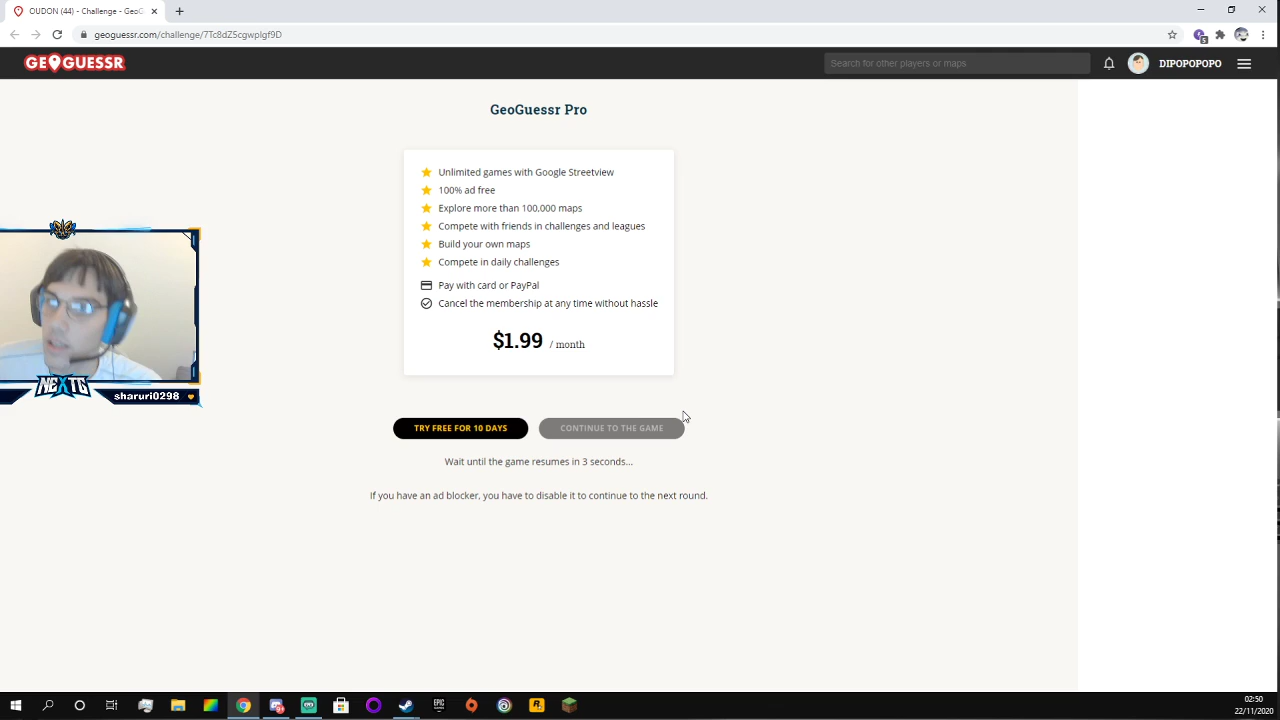 OUDON (44) - Challenge - GeoG
geoguessr.com/challenge/7Tc8dZ5cgwplgf9D
GEOGUESSR
Search for other players or maps
DIPOPOPOPO
GeoGuessr Pro
Unlimited games with Google Streetview
100% ad free
Explore more than 100,000 maps
Compete with friends in challenges and leagues
Build your own maps
Compete in daily challenges
Pay with card or PayPal
Cancel the membership at any time without hassle
$1.99 / month
NEXTG
sharuri0298
TRY FREE FOR 10 DAYS
CONTINUE TO THE GAME
Wait until the game resumes in 3 seconds...
If you have an ad blocker, you have to disable it to continue to the next round.
EPIC
GAMES
02:50
22/11/2020